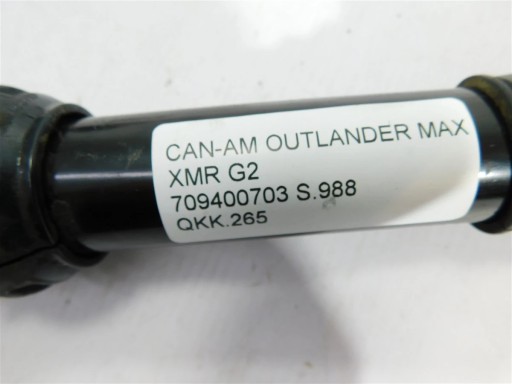 CAN-AM OUTLANDER MAX
XMR G2
709400703 S.988
QKK.265